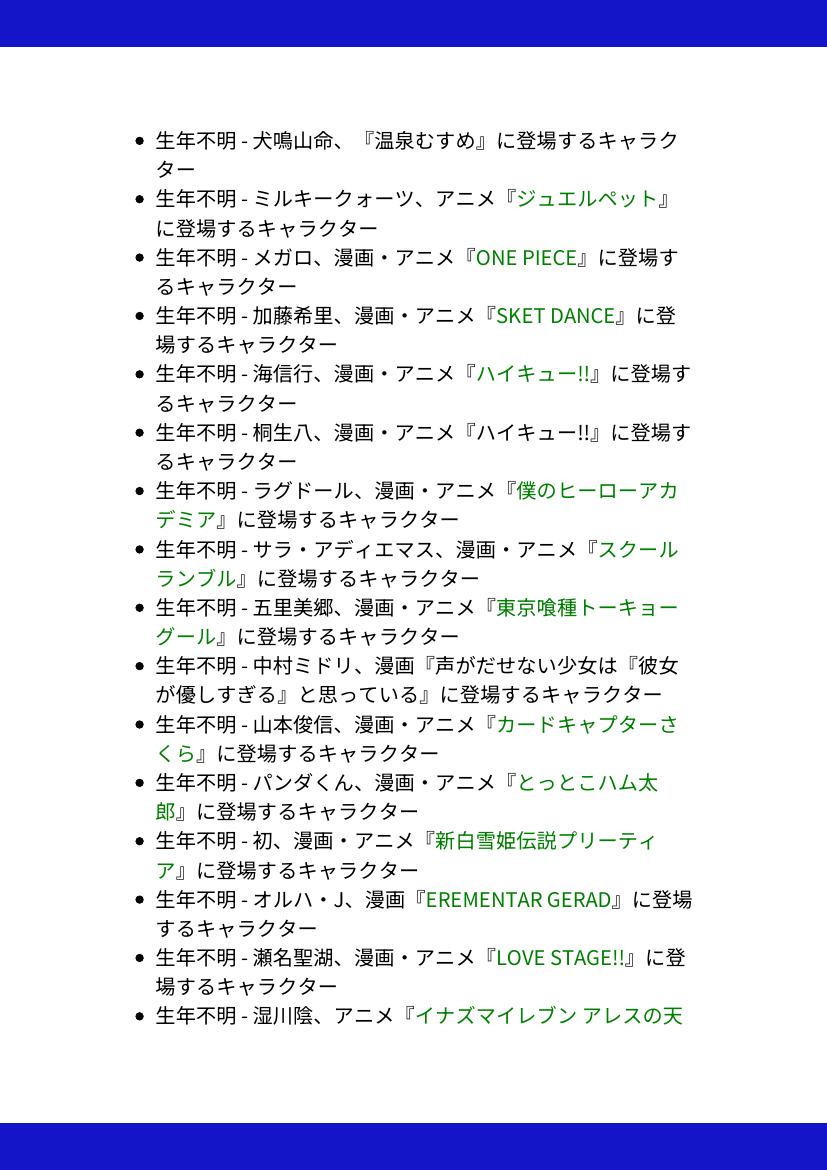 • 生年不明 - 犬鳴山命、『温泉むすめ』に登場するキャラク
ター
• 生年不明 - ミルキークォーツ、アニメ『ジュエルペット』
に登場するキャラクター
• 生年不明 - メガロ、漫画・アニメ『ONE PIECE』に登場す
るキャラクター
• 生年不明 - 加藤希里、漫画・アニメ『SKET DANCE』に登
場するキャラクター
• 生年不明 - 海信行、漫画・アニメ『ハイキュー!!』に登場す
るキャラクター
• 生年不明 - 桐生八、漫画・アニメ『ハイキュー!!』に登場す
るキャラクター
• 生年不明 - ラグドール、漫画・アニメ『僕のヒーローアカ
デミア』に登場するキャラクター
• 生年不明 - サラ・アディエマス、漫画・アニメ『スクール
ランブル』に登場するキャラクター
• 生年不明 - 五里美郷、漫画・アニメ『東京喰種トーキョー
グール』に登場するキャラクター
• 生年不明 - 中村ミドリ、漫画『声がだせない少女は『彼女
が優しすぎる』と思っている』に登場するキャラクター
• 生年不明 - 山本俊信、漫画・アニメ『カードキャプターさ
くら』に登場するキャラクター
• 生年不明 - パンダくん、漫画・アニメ『とっとこハム太
郎』に登場するキャラクター
• 生年不明 - 初、漫画・アニメ『新白雪姫伝説プリーティ
ア』に登場するキャラクター
• 生年不明 - オルハ・J、漫画『EREMENTAR GERAD』に登場
するキャラクター
• 生年不明 - 瀬名聖湖、漫画・アニメ『LOVE STAGE!!』に登
場するキャラクター
• 生年不明 - 湿川陰、アニメ『イナズマイレブン アレスの天